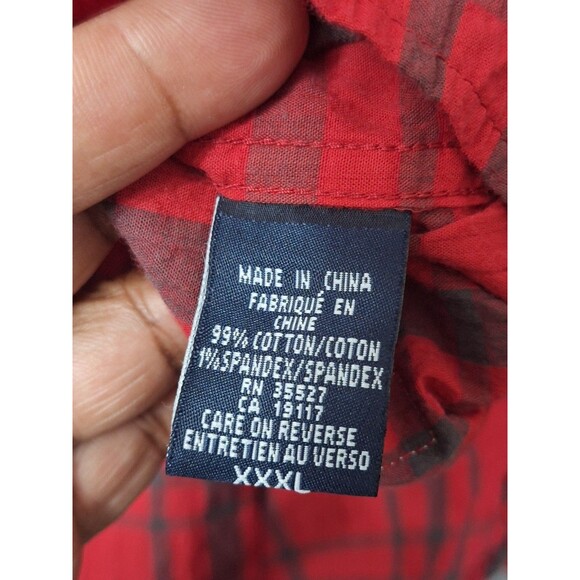 MADE IN CHINA
FABRIQUÉ EN
CHINE
99% COTTON/COTON
1% SPANDEX/SPANDEX
RN 35527
CA 19117
CARE ON REVERSE
ENTRETIEN AU VERSO
XXXL